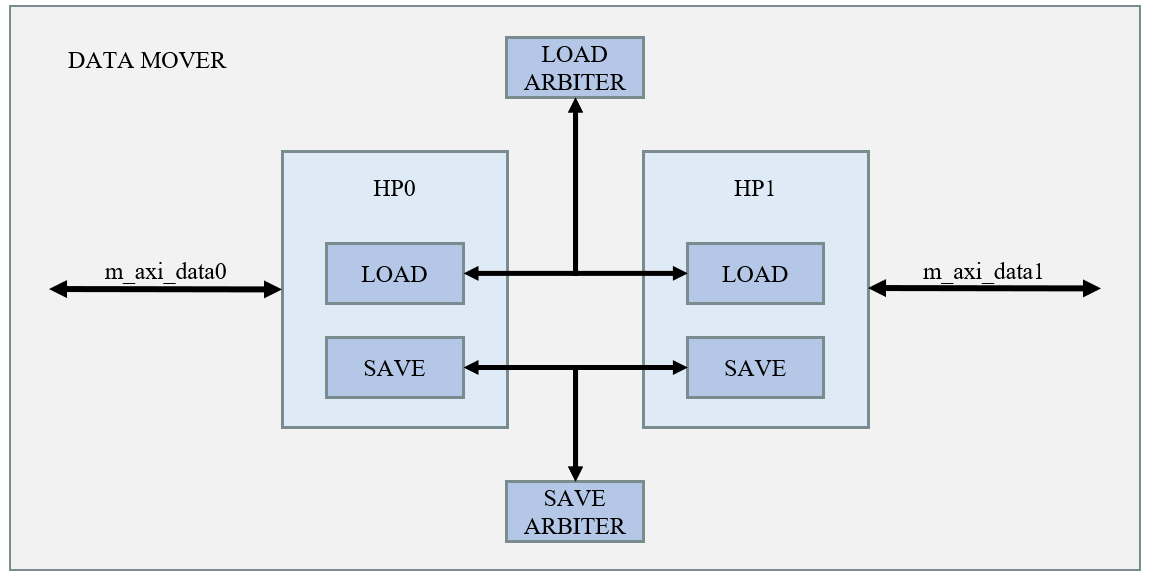 DATA MOVER
LOAD
ARBITER
HP0
HP1
m_axi_data0
LOAD
LOAD
m_axi_data1
SAVE
SAVE
SAVE
ARBITER